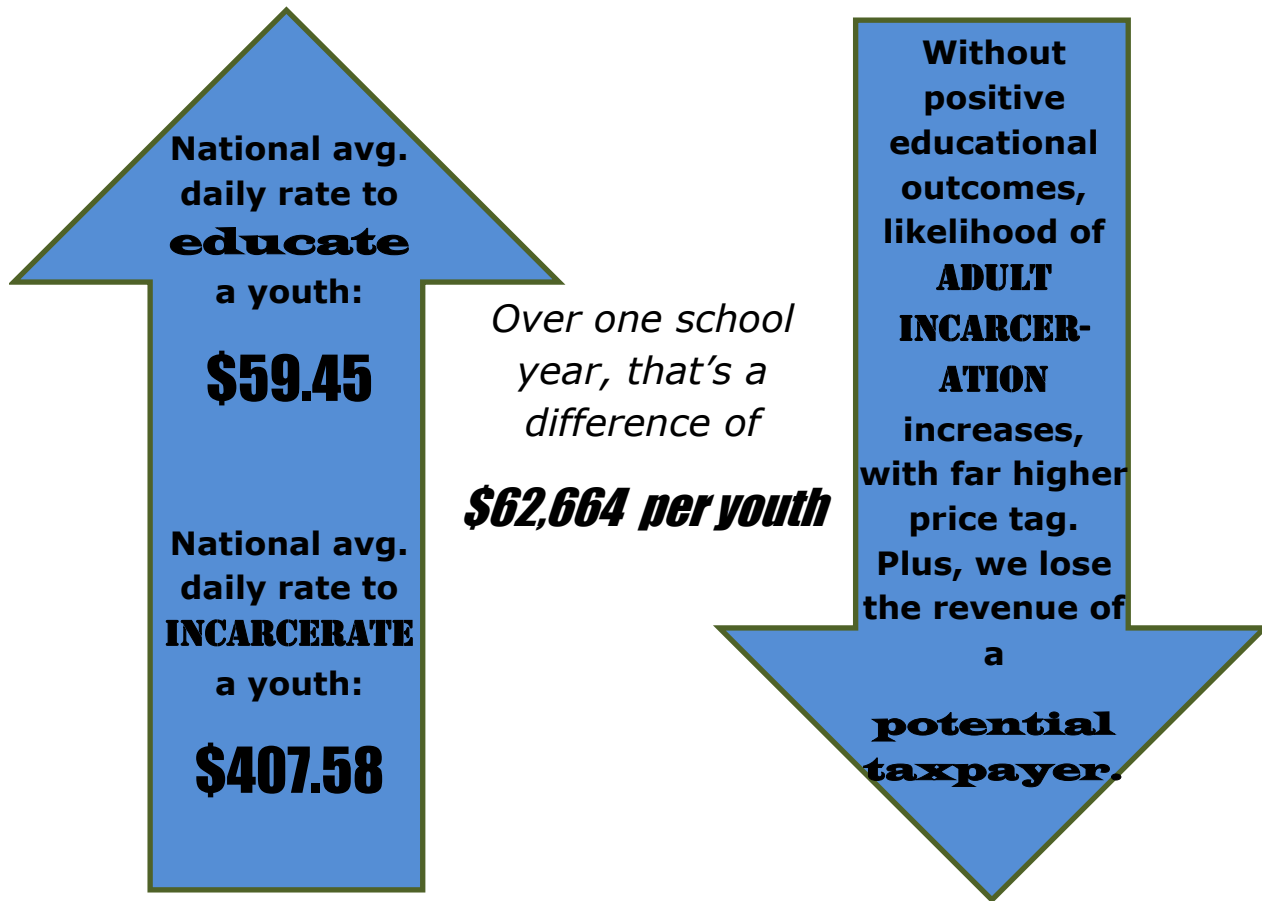 National avg.
daily rate to
educate
a youth:
$59.45
National avg.
daily rate to
INCARCERATE
a youth:
$407.58
Over one school
year, that’s a
difference of
$62,664 per youth
Without
positive
educational
outcomes,
likelihood of
ADULT
INCARCER-
ATION
increases,
with far higher
price tag.
Plus, we lose
the revenue of
a
potential
taxpayer.